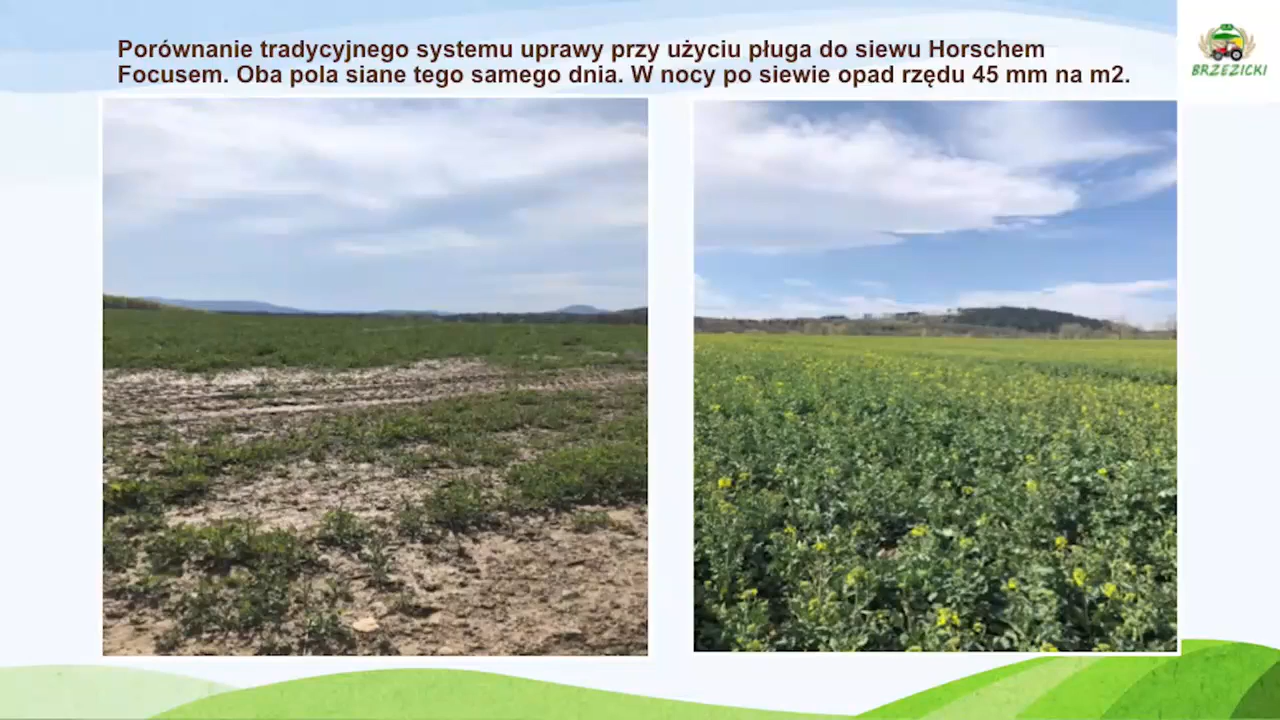 Porównanie tradycyjnego systemu uprawy przy użyciu pługa do siewu Horschem
Focusem. Oba pola siane tego samego dnia. W nocy po siewie opad rzędu 45 mm na m2.
BRZEZICKI